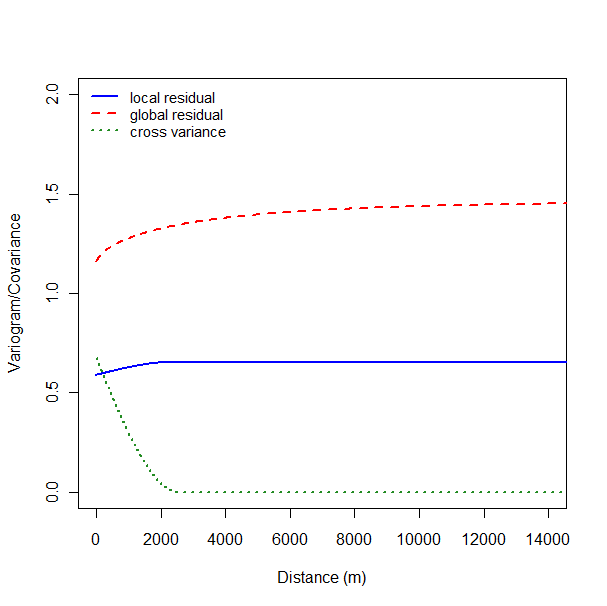 local residual
global residual
cross variance
Variogram/Covariance
2.0
1.5
1.0
0.5
0.0
0 2000 4000 6000 8000 10000 12000 14000
Distance (m)